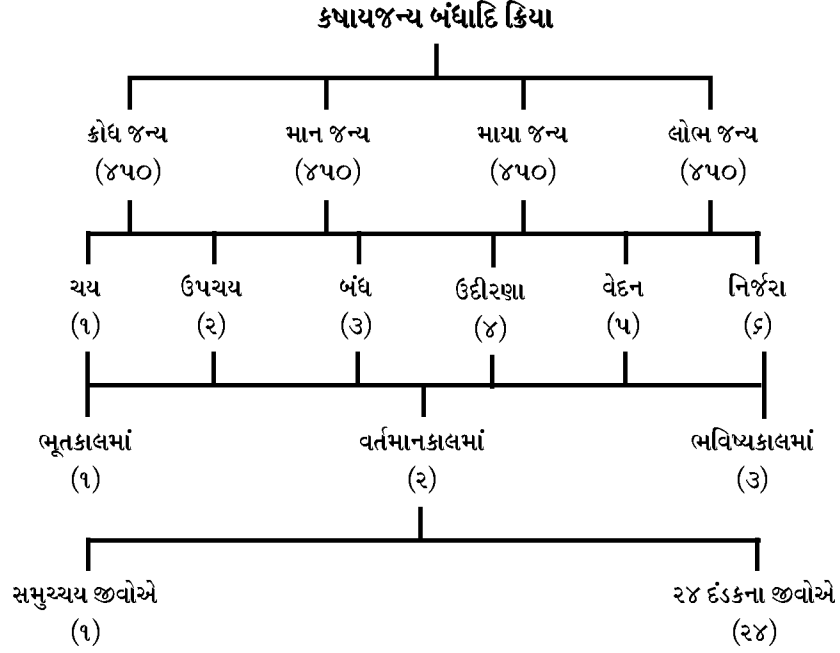 કષાયજન્ય બંધાદિ ક્રિયા
ક્રોધ જન્ય માન જન્ય માયા જન્ય લોભ જન્ય
(૪૫૦) (૪૫૦) (૪૫૦) (૪૫૦)
ચય ઉપચય બંધ ઉદીરણા વેદન નિર્જરા
(૧) (૨) (૩) (૪) (૫) (૬)
ભૂતકાલમાં વર્તમાનકાલમાં ભવિષ્યકાલમાં
(૧) (૨) (૩)
સમુચ્ચય જીવોએ ૨૪ દંડકના જીવોએ
(૧) (૨૪)